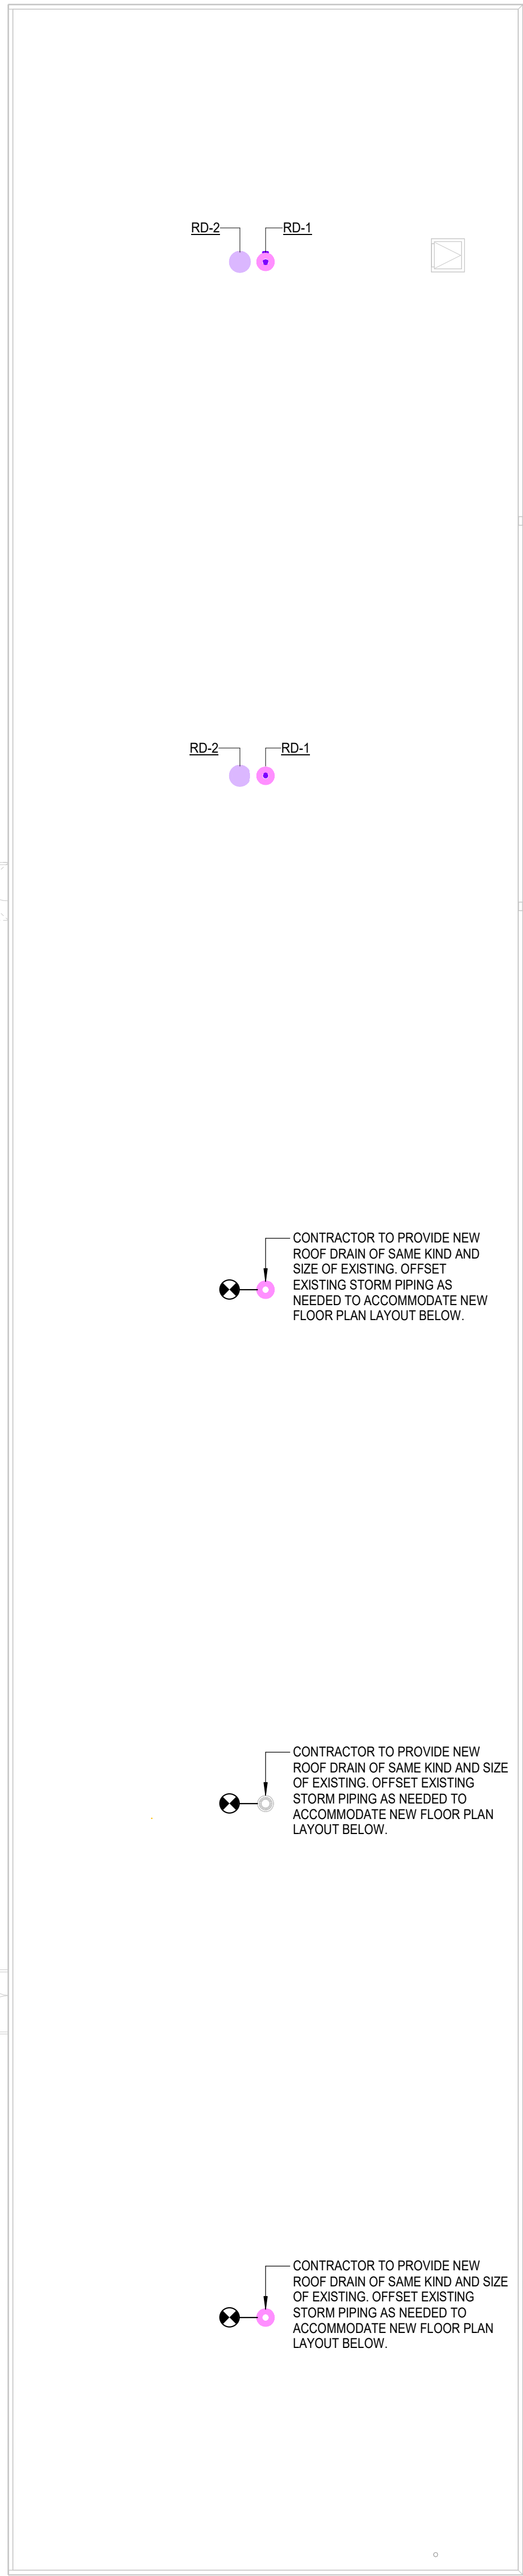 RD-2 RD-1
RD-2 RD-1
CONTRACTOR TO PROVIDE NEW
ROOF DRAIN OF SAME KIND AND
SIZE OF EXISTING. OFFSET
EXISTING STORM PIPING AS
NEEDED TO ACCOMMODATE NEW
FLOOR PLAN LAYOUT BELOW.
CONTRACTOR TO PROVIDE NEW
ROOF DRAIN OF SAME KIND AND SIZE
OF EXISTING. OFFSET EXISTING
STORM PIPING AS NEEDED TO
ACCOMMODATE NEW FLOOR PLAN
LAYOUT BELOW.
CONTRACTOR TO PROVIDE NEW
ROOF DRAIN OF SAME KIND AND SIZE
OF EXISTING. OFFSET EXISTING
STORM PIPING AS NEEDED TO
ACCOMMODATE NEW FLOOR PLAN
LAYOUT BELOW.